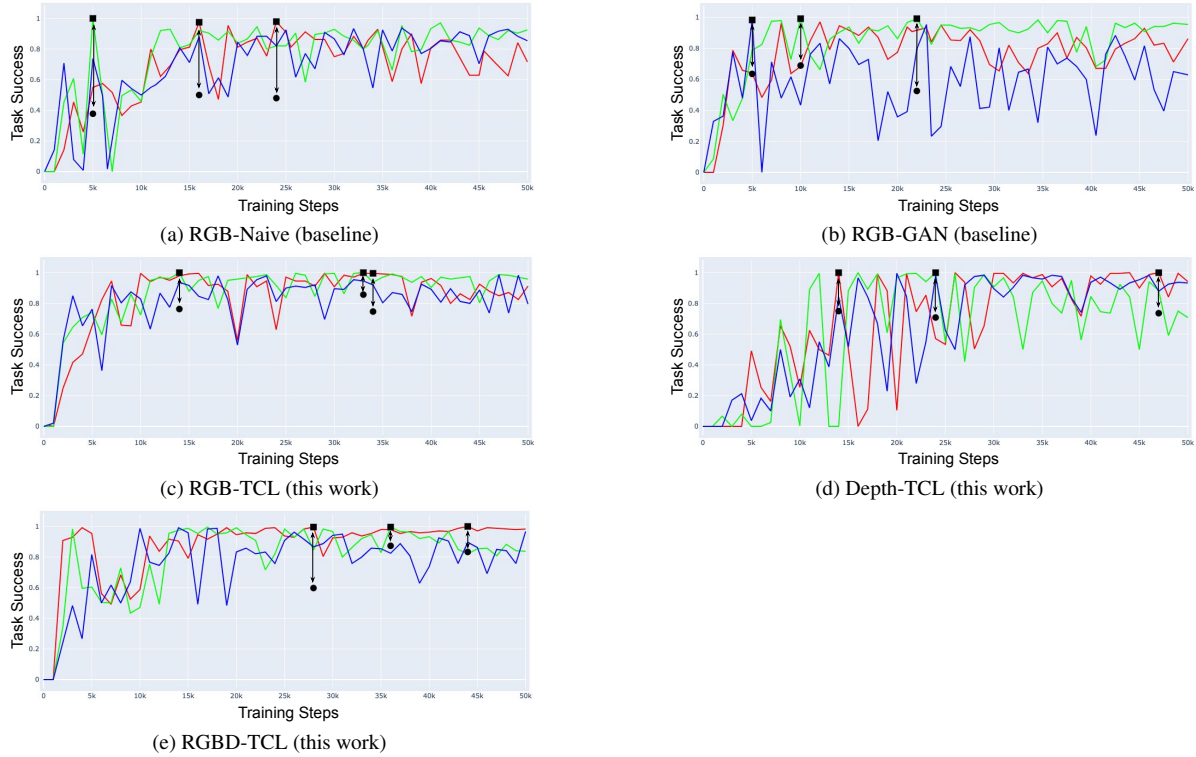 Task Success
1
0.8
0.6
0.4
0.2
0
0 5k 10k 15k 20k 25k 30k 35k 40k 45k 50k
Training Steps
(a) RGB-Naive (baseline)
Task Success
1
0.8
0.6
0.4
0.2
0
0 5k 10k 15k 20k 25k 30k 35k 40k 45k 50k
Training Steps
(b) RGB-GAN (baseline)
Task Success
1
0.8
0.6
0.4
0.2
0
0 5k 10k 15k 20k 25k 30k 35k 40k 45k 50k
Training Steps
(c) RGB-TCL (this work)
Task Success
1
0.8
0.6
0.4
0.2
0
0 5k 10k 15k 20k 25k 30k 35k 40k 45k 50k
Training Steps
(d) Depth-TCL (this work)
Task Success
1
0.8
0.6
0.4
0.2
0
0 5k 10k 15k 20k 25k 30k 35k 40k 45k 50k
Training Steps
(e) RGBD-TCL (this work)